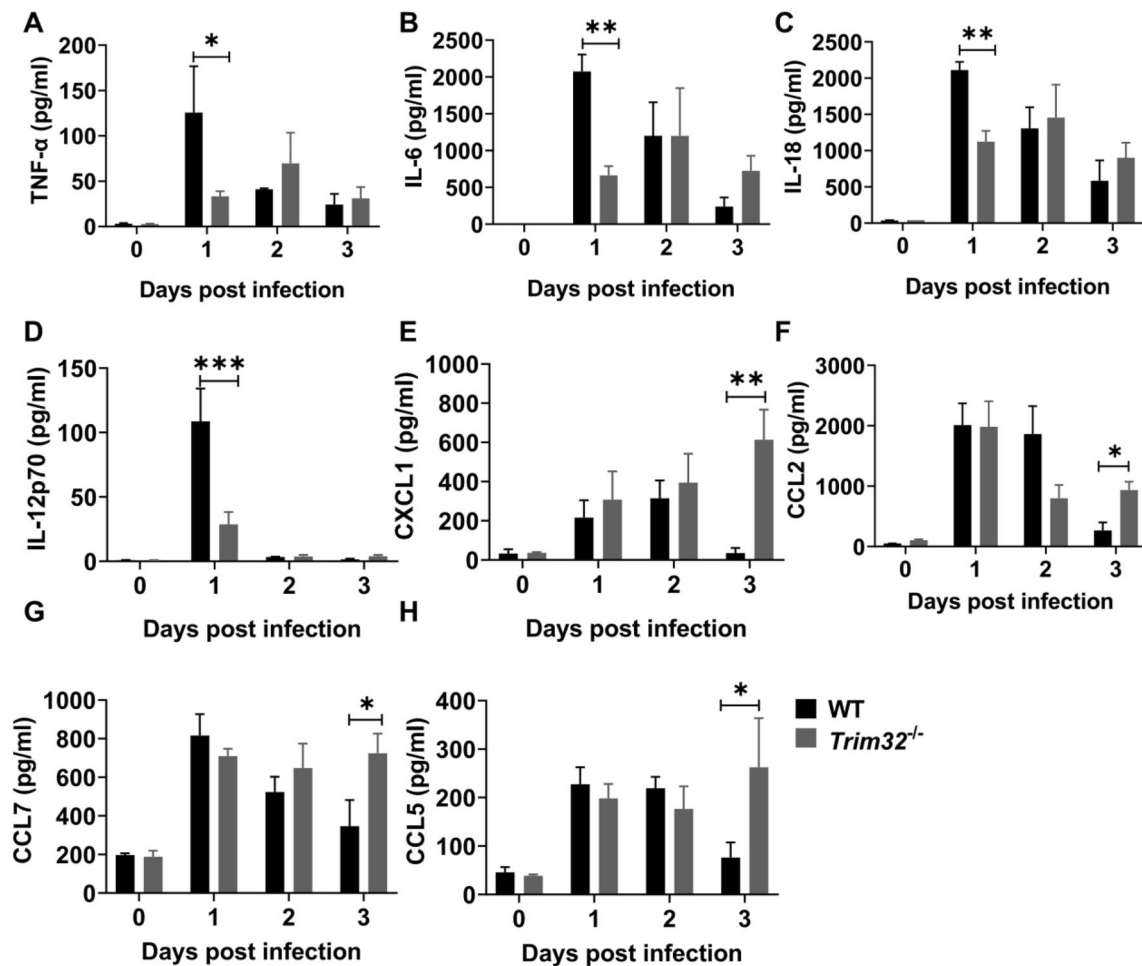 A
TNF-α (pg/ml)
200
150
100
50
0
*
0 1 2 3
Days post infection
B
IL-6 (pg/ml)
2500
2000
1500
1000
500
0
**
0 1 2 3
Days post infection
C
IL-18 (pg/ml)
2500
2000
1500
1000
500
0
**
0 1 2 3
Days post infection
D
IL-12p70 (pg/ml)
150
100
50
0
***
0 1 2 3
Days post infection
E
CXCL1 (pg/ml)
1000
800
600
400
200
0
**
0 1 2 3
Days post infection
F
CCL2 (pg/ml)
3000
2000
1000
0
*
0 1 2 3
Days post infection
G
CCL7 (pg/ml)
1000
800
600
400
200
0
*
0 1 2 3
Days post infection
H
CCL5 (pg/ml)
400
300
200
100
0
*
0 1 2 3
Days post infection
WT
Trim32-/-